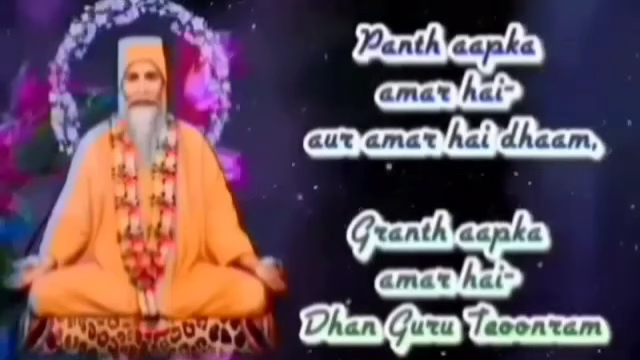 Panth aapka
amar hai-
aur amar hai dhaam,
Granth aapka
amar hai-
Dhan Guru Teoonram